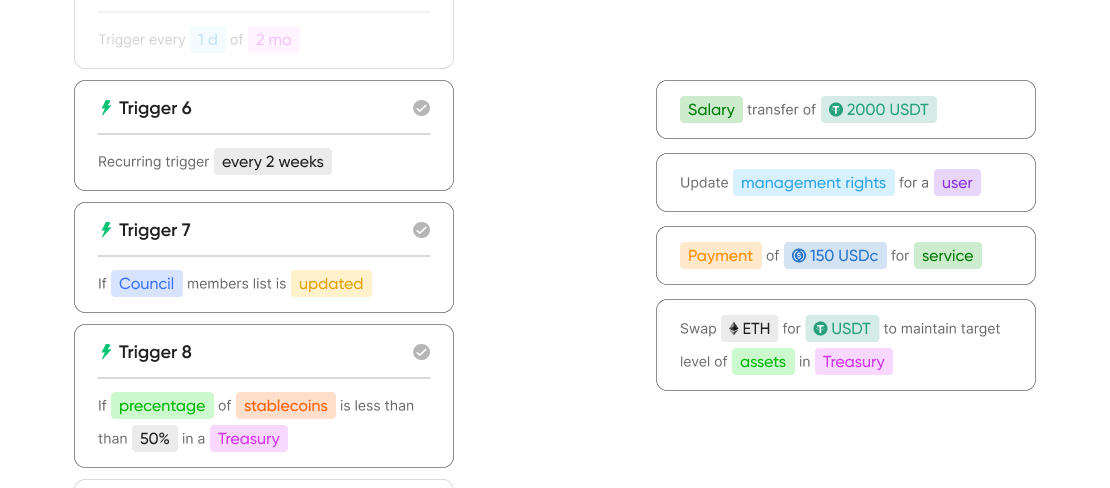 Trigger every 1 d of 2 mo
Trigger 6
Recurring trigger every 2 weeks
Trigger 7
If Council members list is updated
Trigger 8
If precentage of stablecoins is less than
than 50% in a Treasury
Salary transfer of 2000 USDT
Update management rights for a user
Payment of 150 USDc for service
Swap ETH for USDT to maintain target
level of assets in Treasury